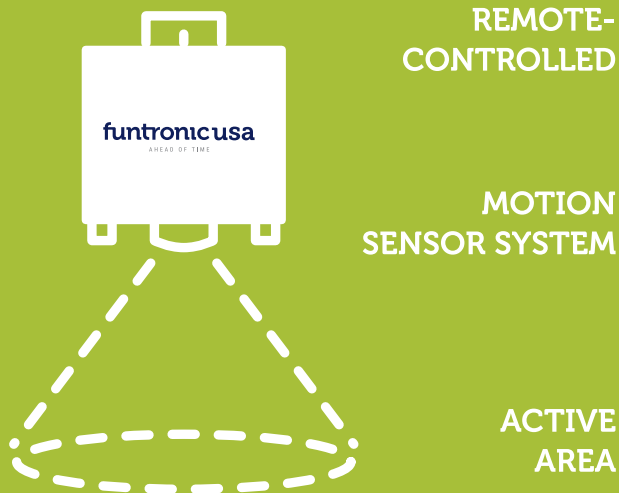 REMOTE-
CONTROLLED
funtronicusa
AHEAD OF TIME
MOTION
SENSOR SYSTEM
ACTIVE
AREA